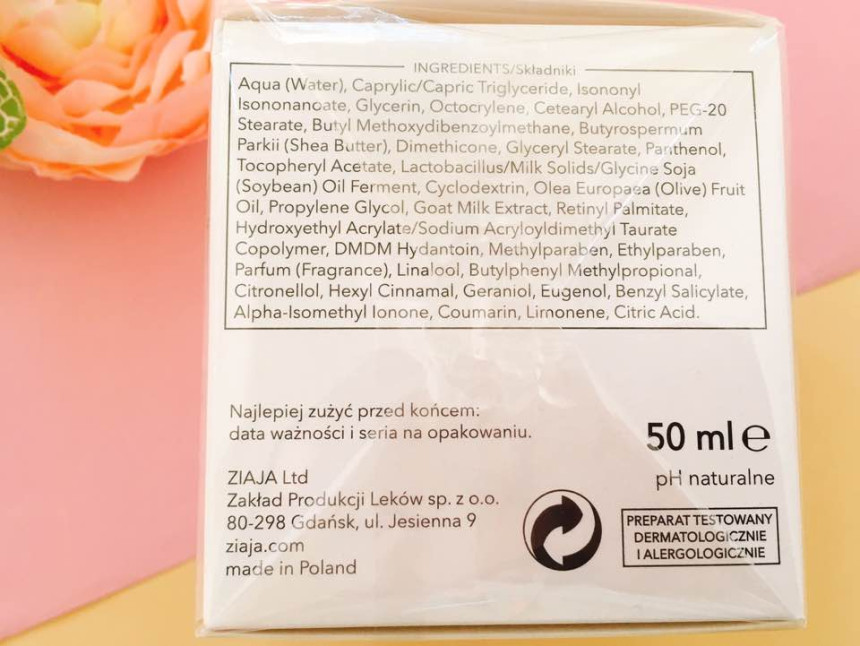 INGREDIENTS/Składniki
Aqua (Water), Caprylic/Capric Triglyceride, Isononyl
Isononanoate, Glycerin, Octocrylene, Cetearyl Alcohol, PEG-20
Stearate, Butyl Methoxydibenzoylmethane, Butyrospermum
Parkii (Shea Butter), Dimethicone, Glyceryl Stearate, Panthenol,
Tocopheryl Acetate, Lactobacillus/Milk Solids/Glycine Soja
(Soybean) Oil Ferment, Cyclodextrin, Olea Europaea (Olive) Fruit
Oil, Propylene Glycol, Goat Milk Extract, Retinyl Palmitate,
Hydroxyethyl Acrylate/Sodium Acryloyldimethyl Taurate
Copolymer, DMDM Hydantoin, Methylparaben, Ethylparaben,
Parfum (Fragrance), Linalool, Butylphenyl Methylpropional,
Citronellol, Hexyl Cinnamal, Geraniol, Eugenol, Benzyl Salicylate,
Alpha-Isomethyl Ionone, Coumarin, Limonene, Citric Acid.
Najlepiej zużyć przed końcem:
data ważności i seria na opakowaniu.
50 ml e
pH naturalne
ZIAJA Ltd
Zakład Produkcji Leków sp. z o.o.
80-298 Gdańsk, ul. Jesienna 9
ziaja.com
made in Poland
PREPARAT TESTOWANY
DERMATOLOGICZNIE
I ALERGOLOGICZNIE